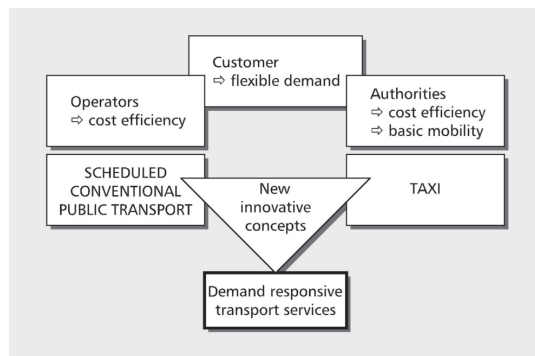 Customer
⇨ flexible demand
Operators
⇨ cost efficiency
Authorities
⇨ cost efficiency
⇨ basic mobility
SCHEDULED
CONVENTIONAL
PUBLIC TRANSPORT
New
innovative
concepts
TAXI
Demand responsive
transport services